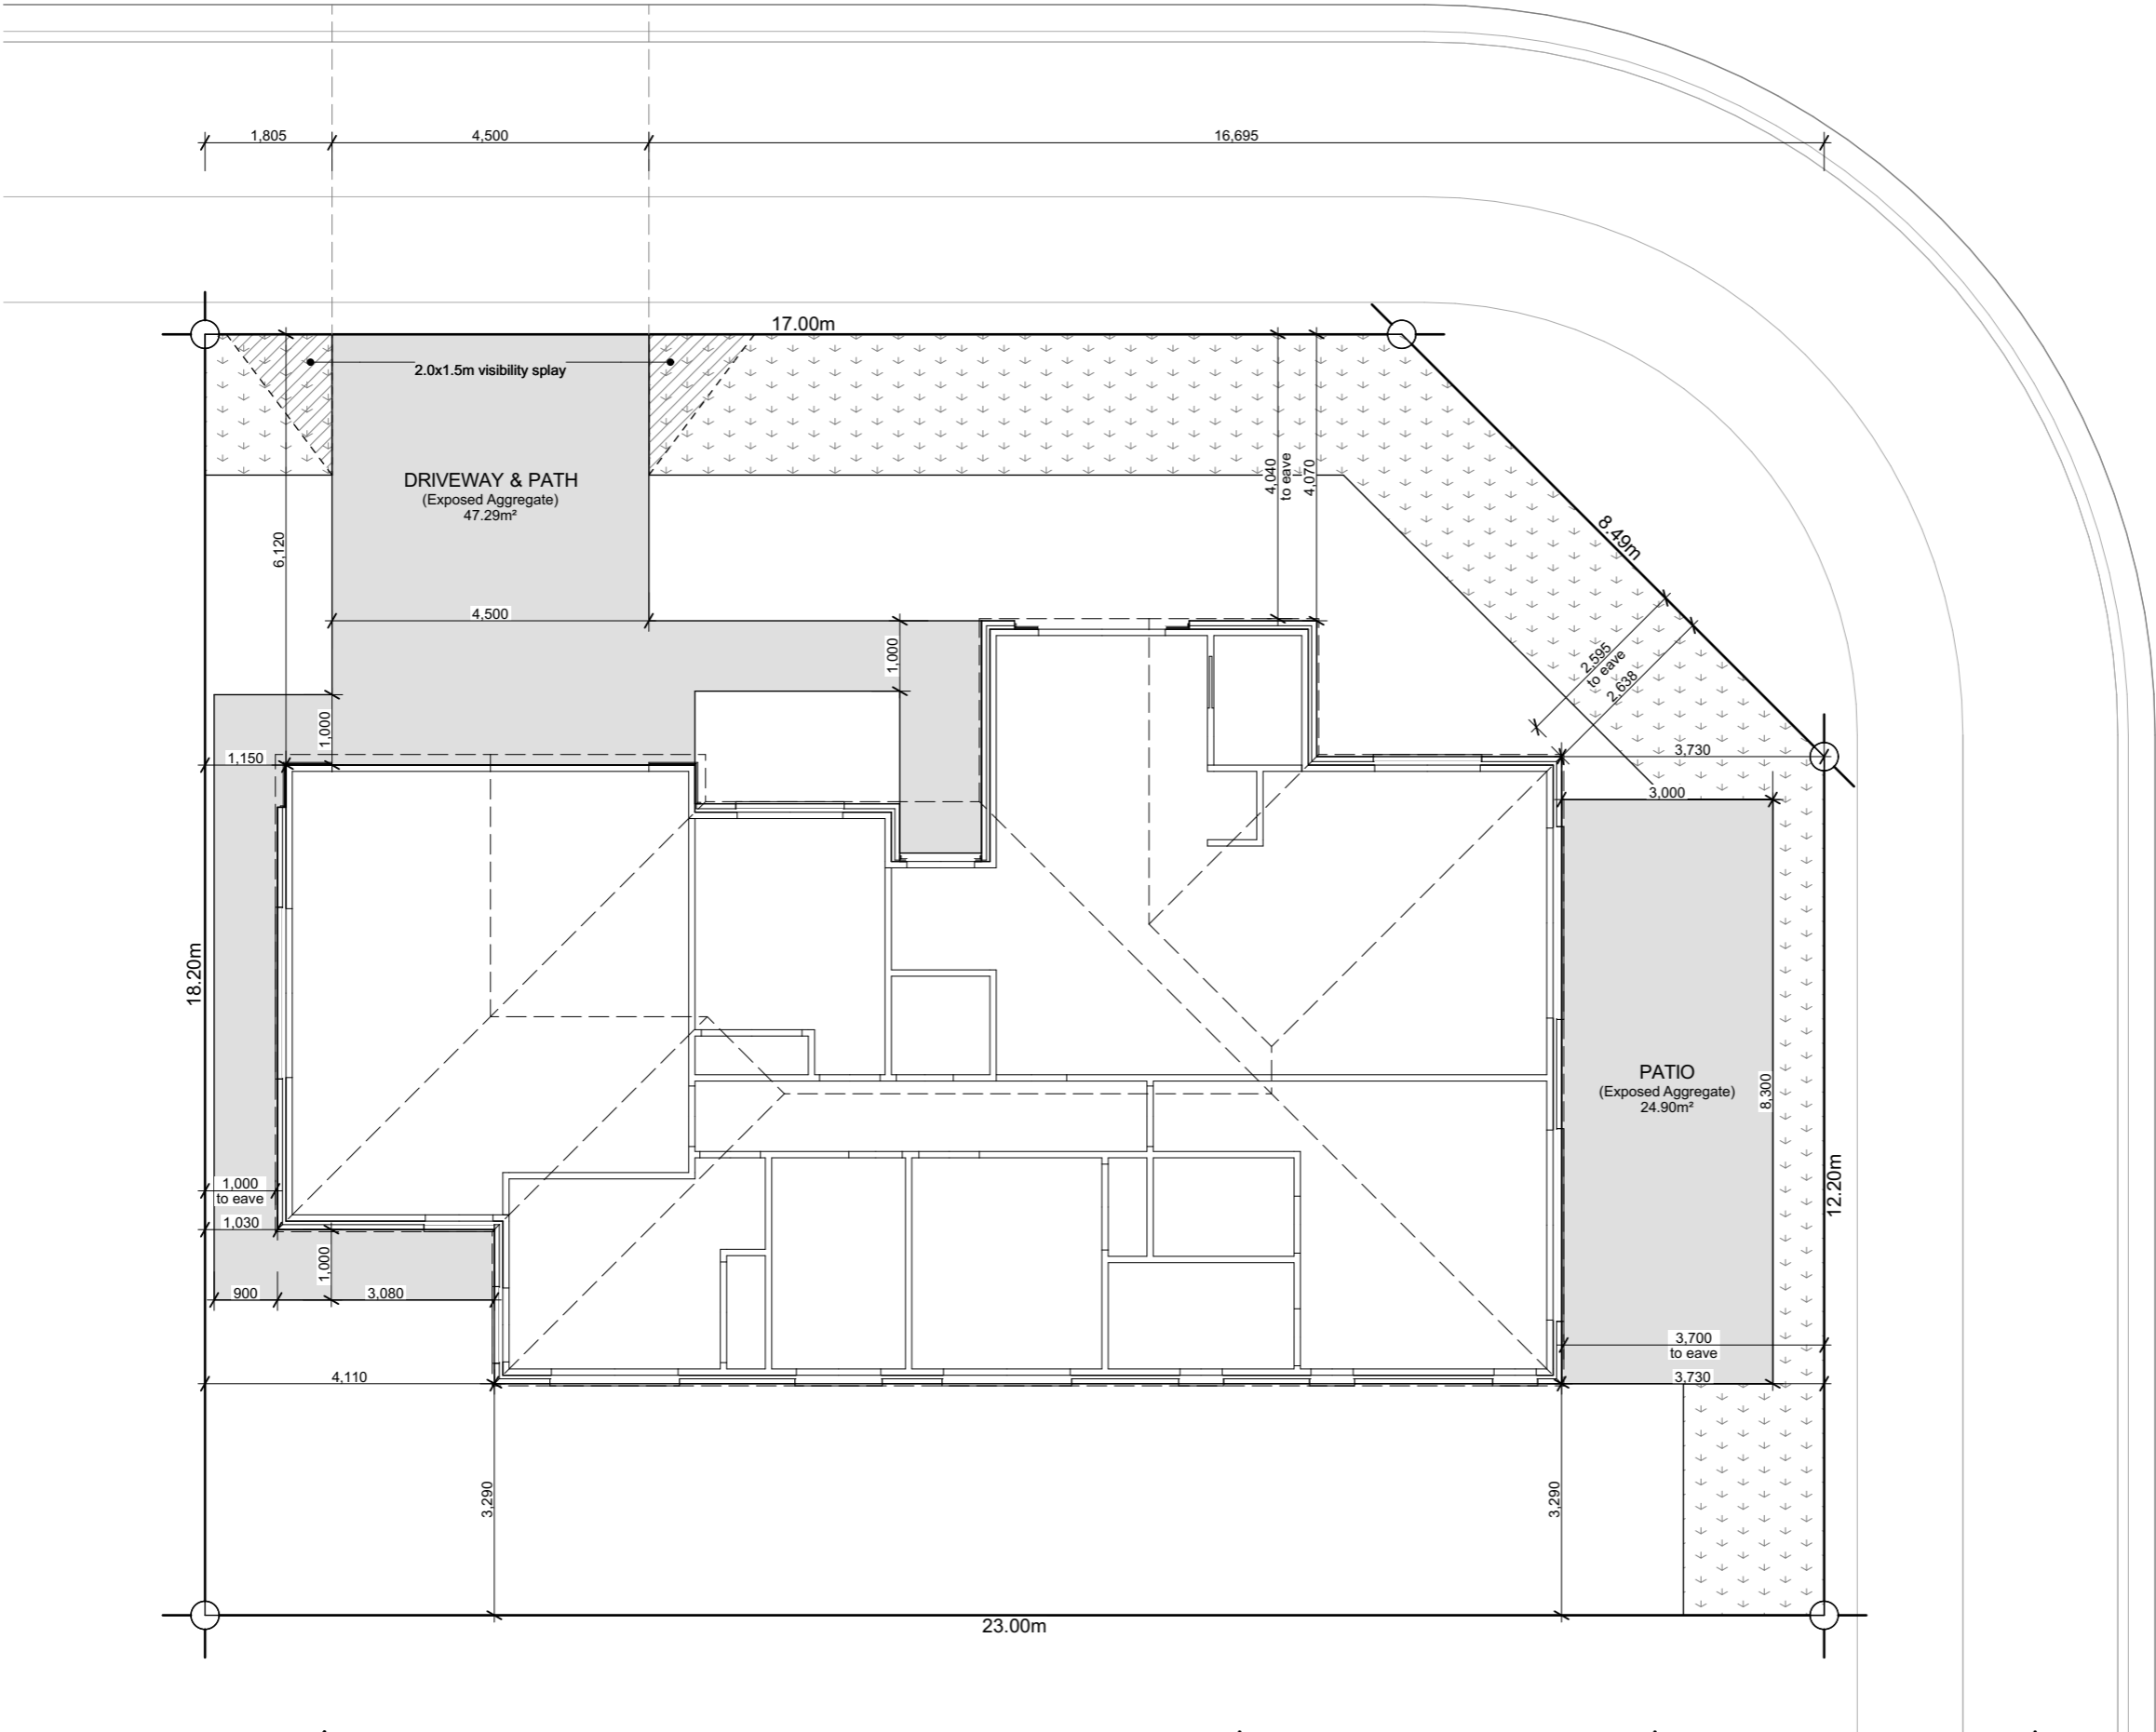 1,805
4,500
16,695
17.00m
2.0x1.5m visibility splay
DRIVEWAY & PATH
(Exposed Aggregate)
47.29m²
4,040
to eave
4,070
8.49m
6,120
4,500
1,000
2,595
to eave
2,638
1,000
1,150
3,730
3,000
18.20m
PATIO
(Exposed Aggregate)
24.90m²
8,300
12.20m
1,000
to eave
1,030
1,000
900
3,080
3,700
to eave
3,730
4,110
3,290
3,290
23.00m